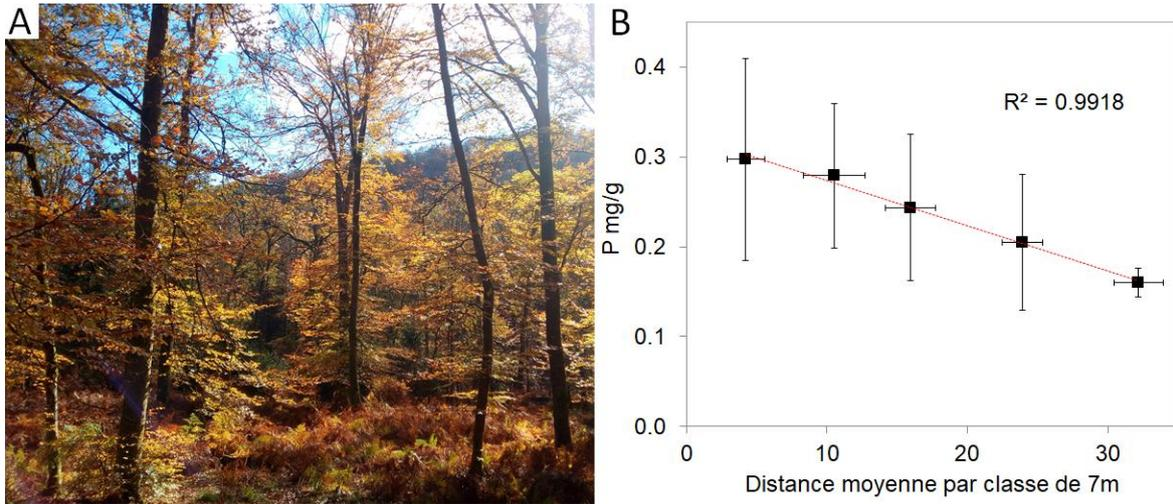 A
B
R² = 0.9918
P mg/g
0.4
0.3
0.2
0.1
0.0
0
10
20
30
Distance moyenne par classe de 7m